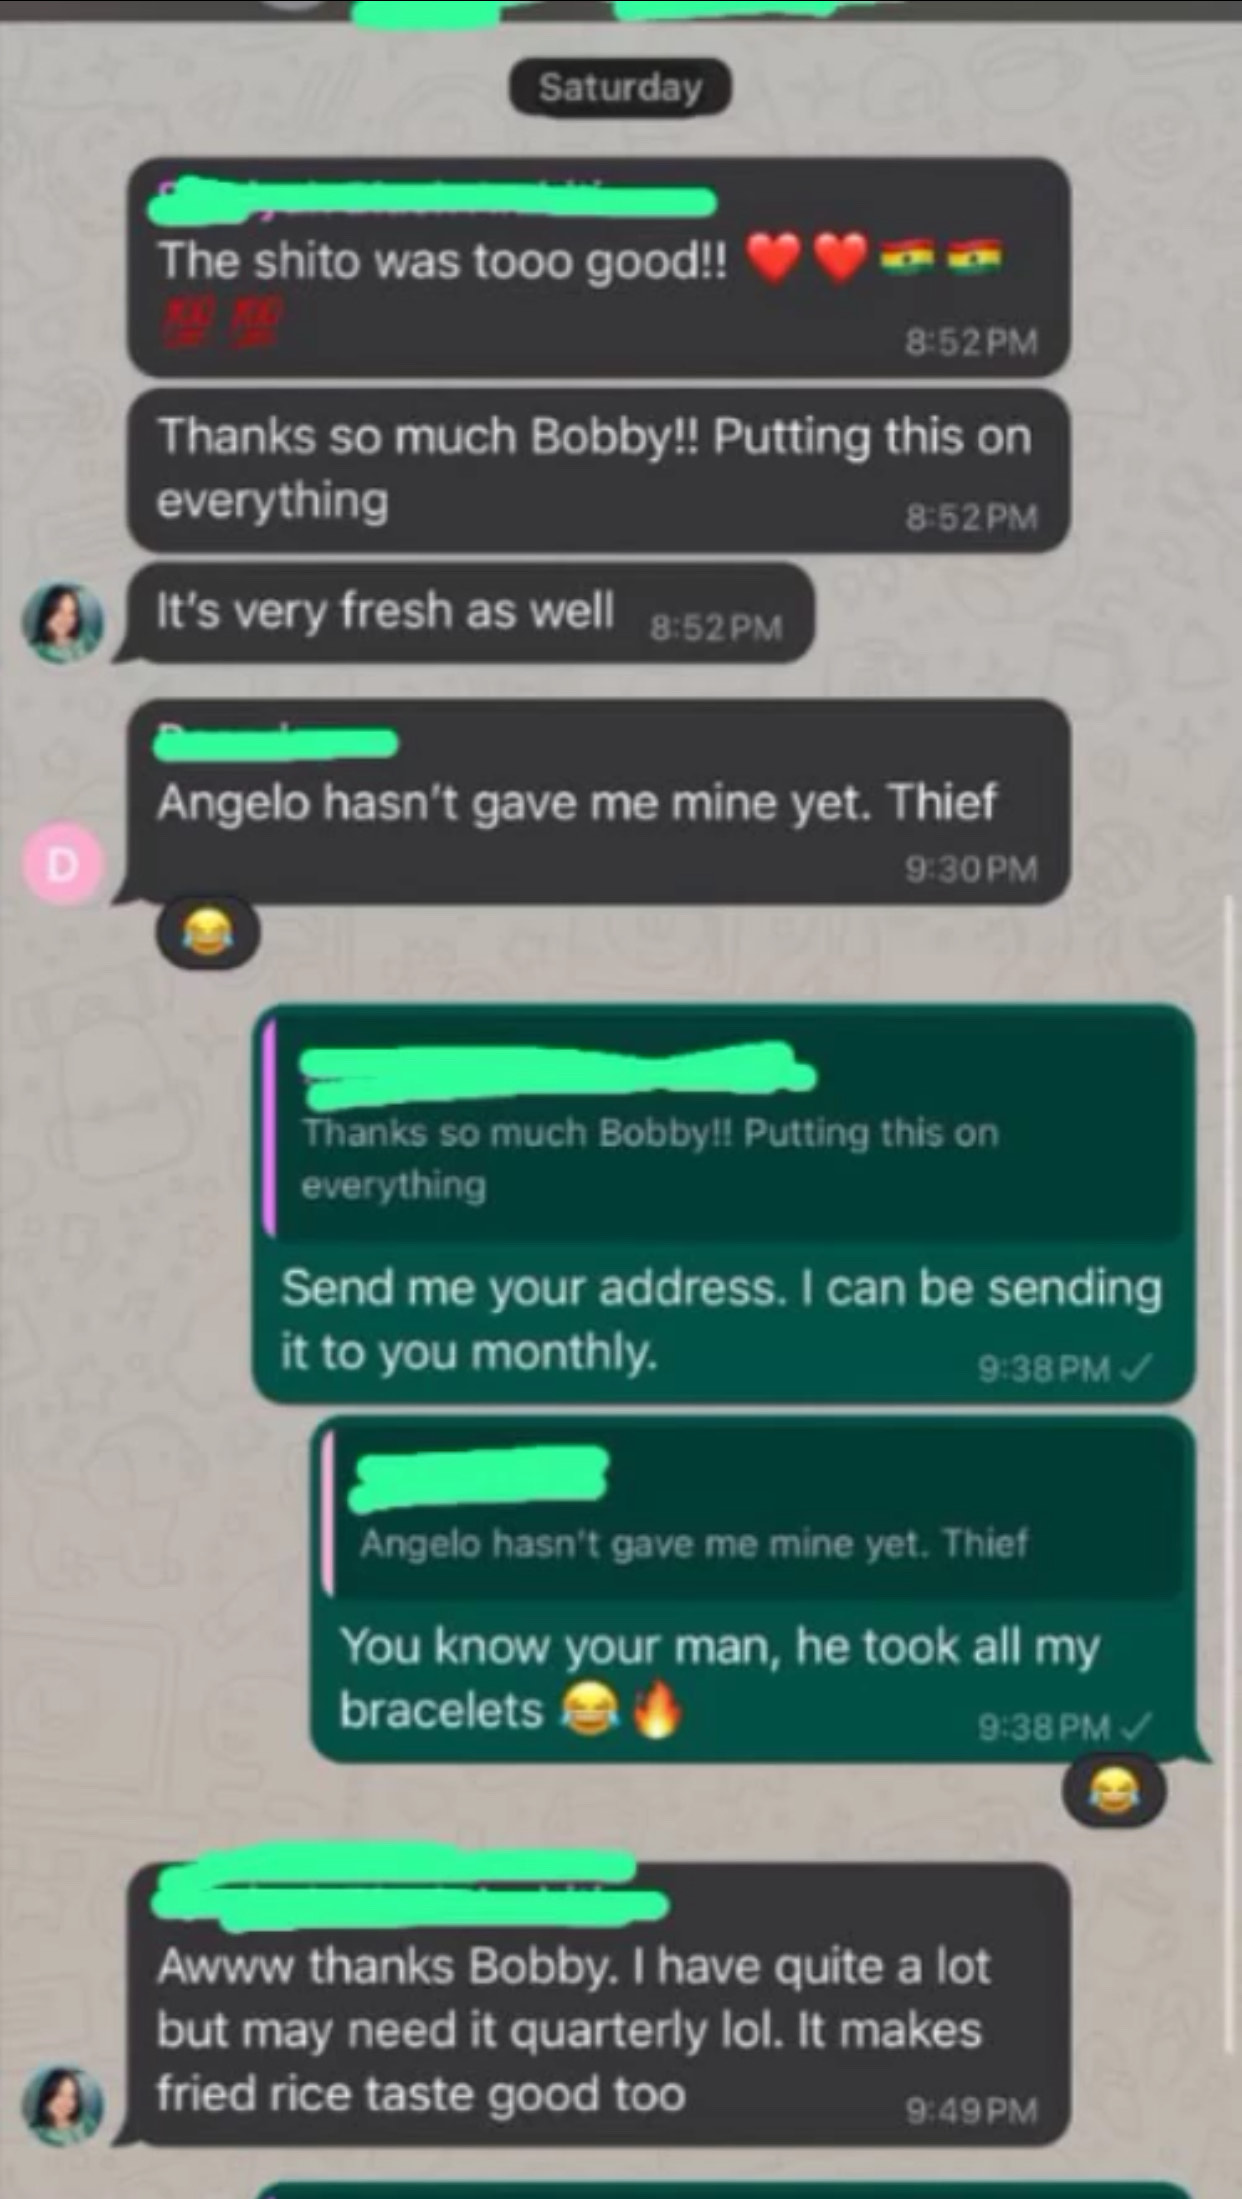 Saturday
The shito was tooo good!! ❤️❤️🇬🇭🇬🇭
💯💯
8:52 PM
Thanks so much Bobby!! Putting this on
everything
8:52 PM
It's very fresh as well 8:52 PM
Angelo hasn't gave me mine yet. Thief
9:30 PM
D
😂
Thanks so much Bobby!! Putting this on
everything
Send me your address. I can be sending
it to you monthly.
9:38 PM ✓
Angelo hasn't gave me mine yet. Thief
You know your man, he took all my
bracelets 😂🔥
9:38 PM ✓
😂
Awww thanks Bobby. I have quite a lot
but may need it quarterly lol. It makes
fried rice taste good too
9:49 PM